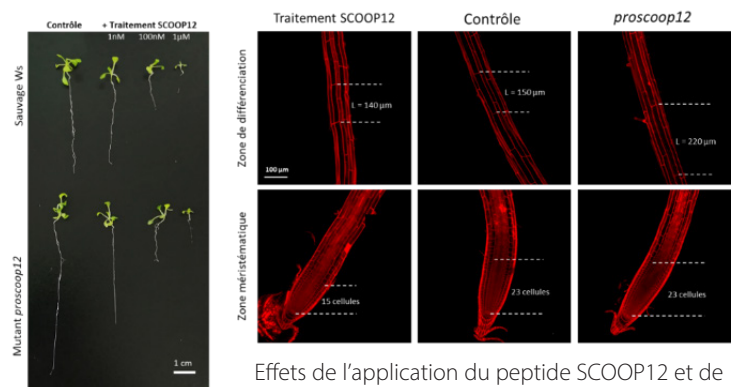 Contrôle + Traitement SCOOP12
1nM 100nM 1µM
Sauvage Ws
Mutant proscoop12
1 cm
Traitement SCOOP12 Contrôle proscoop12
Zone de différenciation
L = 140 µm
L = 150 µm
L = 220 µm
100 µm
Zone méristématique
15 cellules
23 cellules
23 cellules
Effets de l’application du peptide SCOOP12 et de